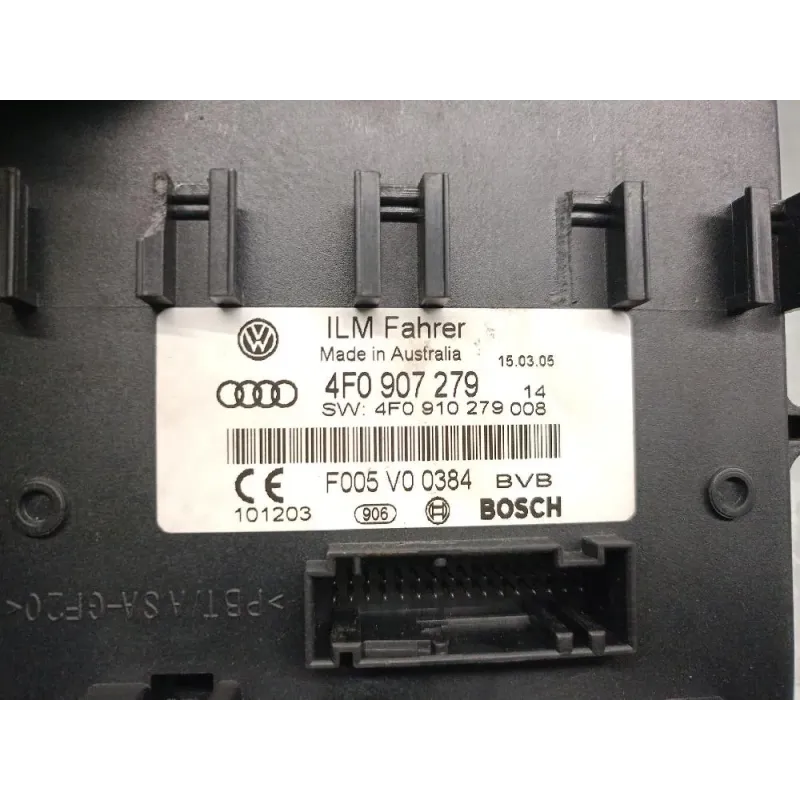 ILM Fahrer
Made in Australia 15.03.05
4F0 907 279 14
SW: 4F0 910 279 008
F005 V0 0384 BVB
CE
101203 906 BOSCH
>PBT/ASA-GF20<